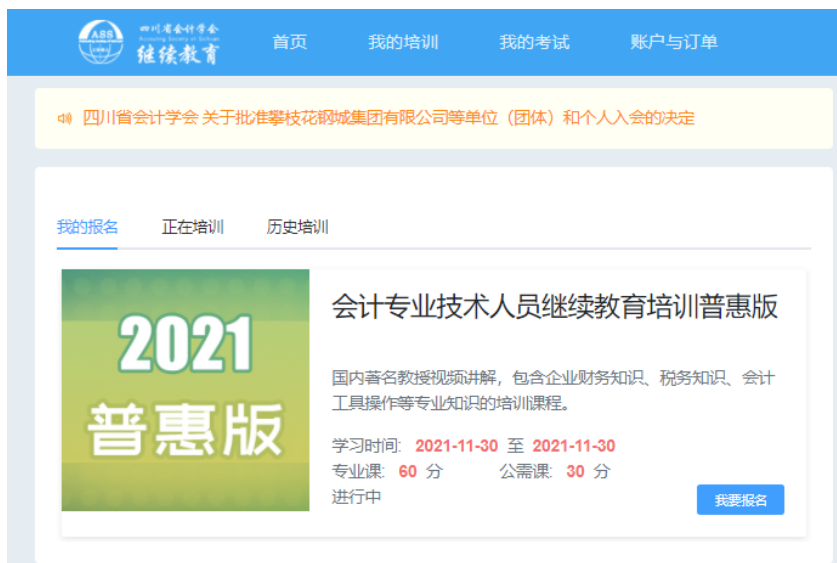 ASS
四川省会计学会
Accounting Society of Sichuan
继续教育
首页 我的培训 我的考试 账户与订单
四川省会计学会 关于批准攀枝花钢城集团有限公司等单位（团体）和个人入会的决定
我的报名 正在培训 历史培训
2021
普惠版
会计专业技术人员继续教育培训普惠版
国内著名教授视频讲解，包含企业财务知识、税务知识、会计
工具操作等专业知识的培训课程。
学习时间: 2021-11-30 至 2021-11-30
专业课: 60 分 公需课: 30 分
进行中
我要报名